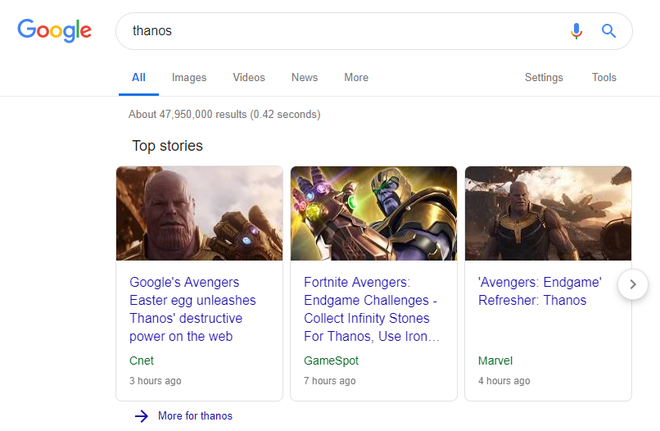 Google
thanos
All Images Videos News More Settings Tools
About 47,950,000 results (0.42 seconds)
Top stories
Google's Avengers
Easter egg unleashes
Thanos' destructive
power on the web
Cnet
3 hours ago
Fortnite Avengers:
Endgame Challenges -
Collect Infinity Stones
For Thanos, Use Iron...
GameSpot
7 hours ago
'Avengers: Endgame'
Refresher: Thanos
Marvel
4 hours ago
More for thanos